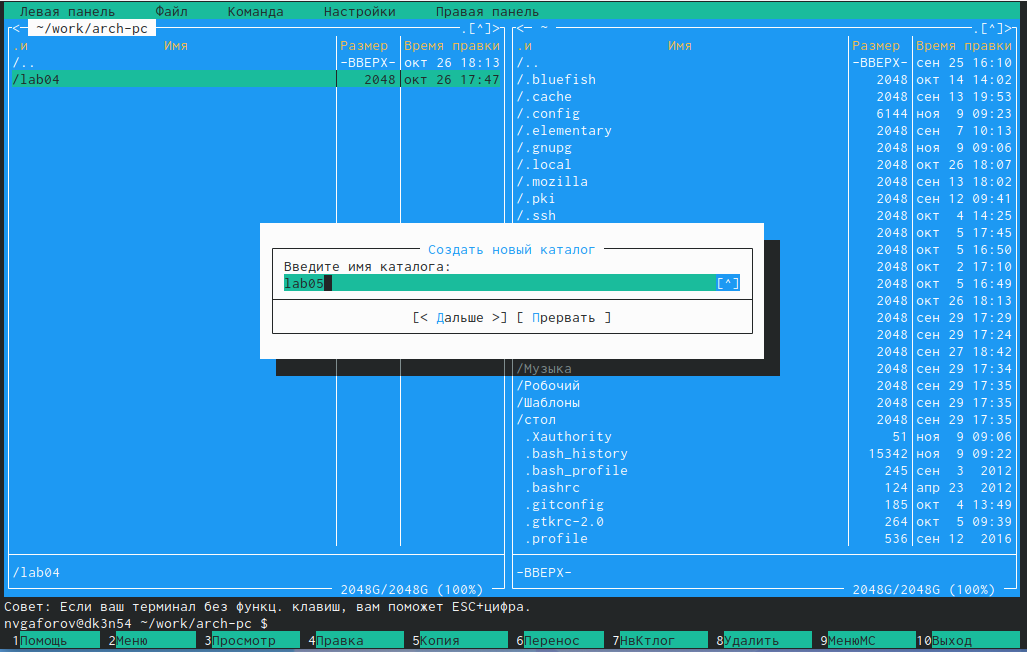 Левая панель Файл Команда Настройки Правая панель
<- ~/work/arch-pc .[^]> <- ~ .[^]>
.и Имя Размер Время правки .и Имя Размер Время правки
/.. -ВВЕРХ- окт 26 18:13 /.. -ВВЕРХ- сен 25 16:10
/lab04 2048 окт 26 17:47 /.bluefish 2048 окт 14 14:02
/.cache 2048 сен 13 19:53
/.config 6144 ноя 9 09:23
/.elementary 2048 сен 7 10:13
/.gnupg 2048 ноя 9 09:06
/.local 2048 окт 26 18:07
/.mozilla 2048 сен 13 18:02
/.pki 2048 сен 12 09:41
/.ssh 2048 окт 4 14:25
2048 окт 5 17:45
Создать новый каталог 2048 окт 5 16:50
Введите имя каталога: 2048 окт 2 17:10
lab05 [^] 2048 окт 5 16:49
2048 окт 26 18:13
[< Дальше >] [ Прервать ] 2048 сен 29 17:29
2048 сен 29 17:24
2048 сен 27 18:42
/Музыка 2048 сен 29 17:34
/Робочий 2048 сен 29 17:35
/Шаблоны 2048 сен 29 17:35
/стол 2048 сен 29 17:35
.Xauthority 51 ноя 9 09:06
.bash_history 15342 ноя 9 09:22
.bash_profile 245 сен 3 2012
.bashrc 124 апр 23 2012
.gitconfig 185 окт 4 13:49
.gtkrc-2.0 264 окт 5 09:39
.profile 536 сен 12 2016
/lab04 -ВВЕРХ-
2048G/2048G (100%) 2048G/2048G (100%)
Совет: Если ваш терминал без функц. клавиш, вам поможет ESC+цифра.
nvgaforov@dk3n54 ~/work/arch-pc $
1Помощь 2Меню 3Просмотр 4Правка 5Копия 6Перенос 7НвКтлог 8Удалить 9МенюMC 10Выход